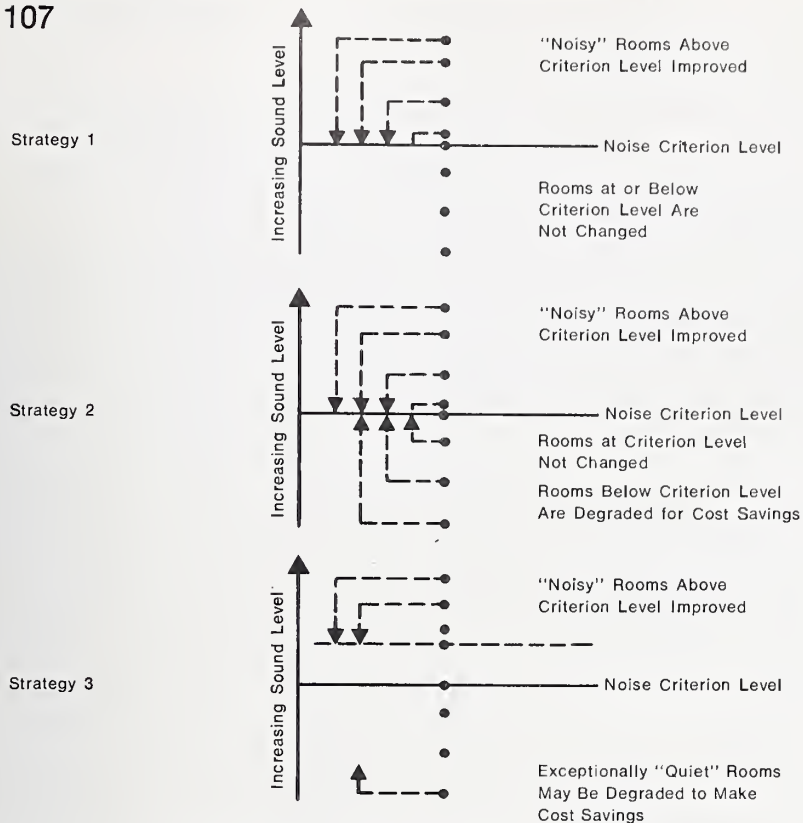 107
Strategy 1
Increasing Sound Level
"Noisy" Rooms Above
Criterion Level Improved
Noise Criterion Level
Rooms at or Below
Criterion Level Are
Not Changed
Strategy 2
Increasing Sound Level
"Noisy" Rooms Above
Criterion Level Improved
Noise Criterion Level
Rooms at Criterion Level
Not Changed
Rooms Below Criterion Level
Are Degraded for Cost Savings
Strategy 3
Increasing Sound Level
"Noisy" Rooms Above
Criterion Level Improved
Noise Criterion Level
Exceptionally "Quiet" Rooms
May Be Degraded to Make
Cost Savings